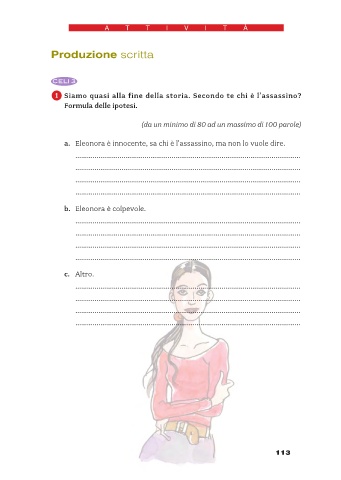 ATTIVITÀ
Produzione scritta
CELI 3
1 Siamo quasi alla fine della storia. Secondo te chi è l'assassino?
Formula delle ipotesi.
(da un minimo di 80 ad un massimo di 100 parole)
a. Eleonora è innocente, sa chi è l'assassino, ma non lo vuole dire.
b. Eleonora è colpevole.
c. Altro.
113